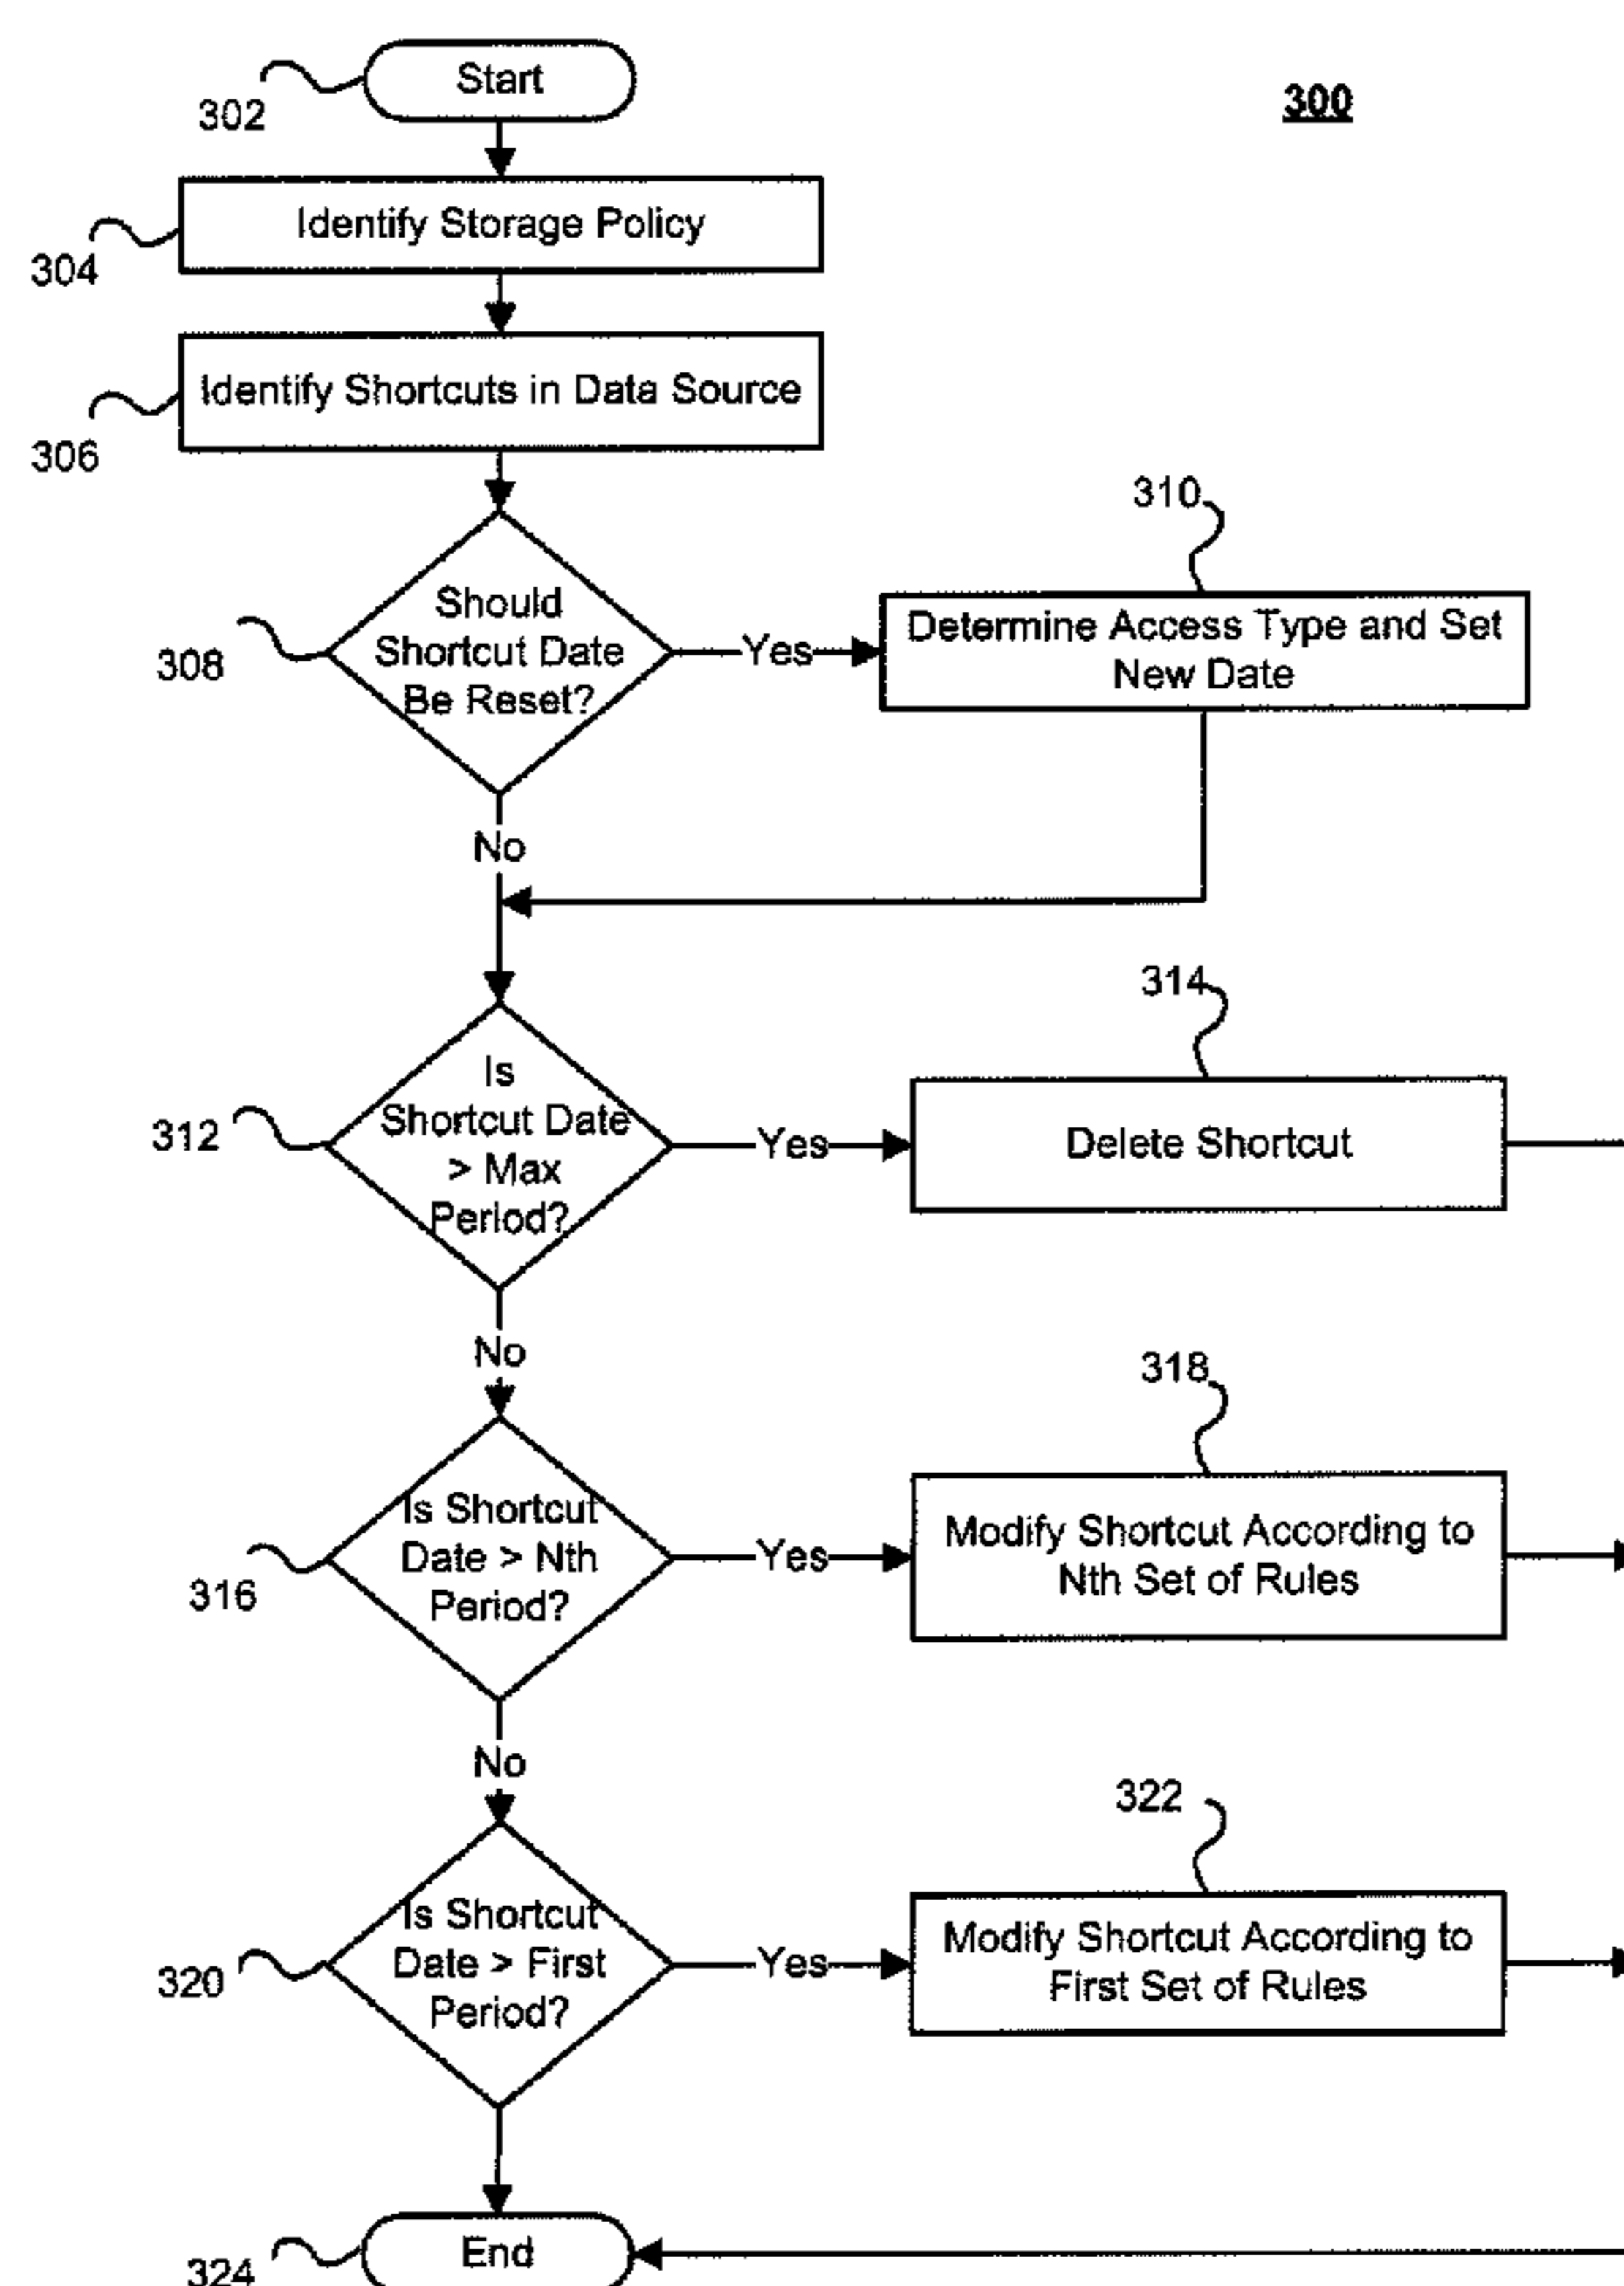 300
Start
302
Identify Storage Policy
304
Identify Shortcuts in Data Source
306
310
Should
Shortcut Date
Be Reset?
308
Yes
Determine Access Type and Set
New Date
No
314
Is
Shortcut Date
> Max
Period?
312
Yes
Delete Shortcut
No
318
Is Shortcut
Date > Nth
Period?
316
Yes
Modify Shortcut According to
Nth Set of Rules
No
322
Is Shortcut
Date > First
Period?
320
Yes
Modify Shortcut According to
First Set of Rules
End
324